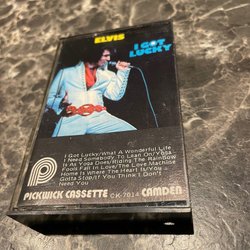 ELVIS
I GOT
LUCKY
I Got Lucky/What A Wonderful Life
I Need Somebody To Lean On/Yoga
Is As Yoga Does/Riding The Rainbow
Fools Fall In Love/The Love Machine
Home Is Where The Heart Is/You
Gotta Stop/If You Think I Don't
Need You
P
PICKWICK CASSETTE CK-7014 CAMDEN